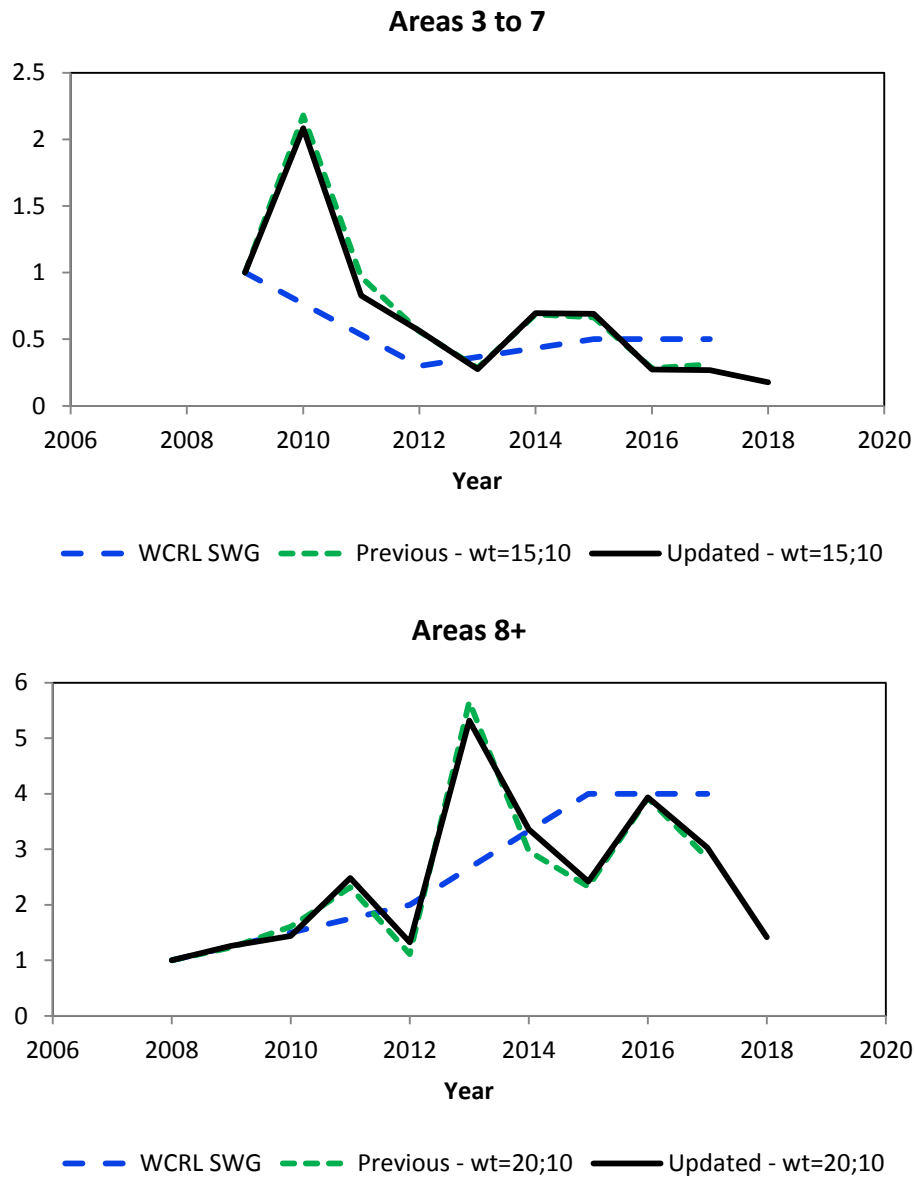 Areas 3 to 7
2.5
2
1.5
1
0.5
0
2006 2008 2010 2012 2014 2016 2018 2020
Year
WCRL SWG Previous - wt=15;10 Updated - wt=15;10
Areas 8+
6
5
4
3
2
1
0
2006 2008 2010 2012 2014 2016 2018 2020
Year
WCRL SWG Previous - wt=20;10 Updated - wt=20;10